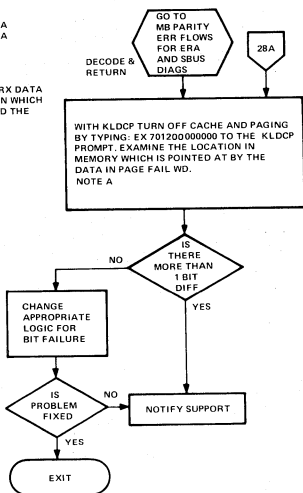 A
A
RX DATA
N WHICH
D THE
GO TO
MB PARITY
ERR FLOWS
FOR ERA
AND SBUS
DIAGS
28A
DECODE &
RETURN
WITH KLDCP TURN OFF CACHE AND PAGING
BY TYPING: EX 701200000000 TO THE KLDCP
PROMPT. EXAMINE THE LOCATION IN
MEMORY WHICH IS POINTED AT BY THE
DATA IN PAGE FAIL WD.
NOTE A
IS
THERE
MORE THAN
1 BIT
DIFF
NO
YES
CHANGE
APPROPRIATE
LOGIC FOR
BIT FAILURE
IS
PROBLEM
FIXED
NO
NOTIFY SUPPORT
YES
EXIT